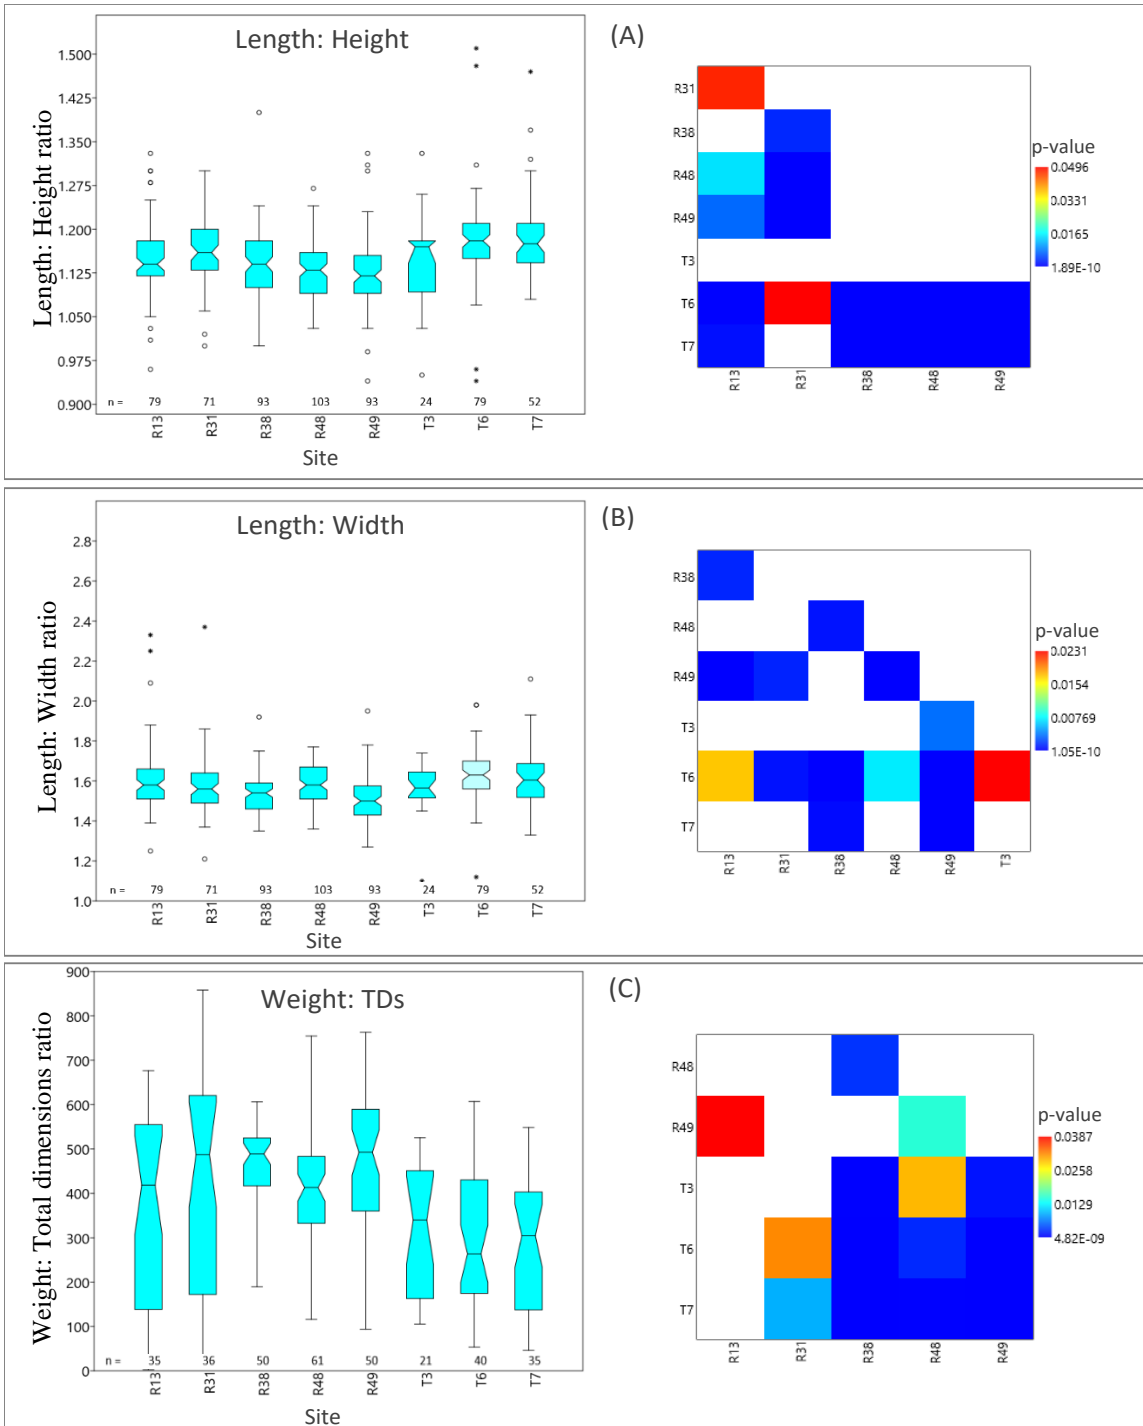 Length: Height
(A)
Length: Height ratio
1.500
1.425
1.350
1.275
1.200
1.125
1.050
0.975
0.900
n = 79 71 93 103 93 24 79 52
R13 R31 R38 R48 R49 T3 T6 T7
Site
R31
R38
R48
R49
T3
T6
T7
R13 R31 R38 R48 R49
p-value
0.0496
0.0331
0.0165
1.89E-10
Length: Width
(B)
Length: Width ratio
2.8
2.6
2.4
2.2
2.0
1.8
1.6
1.4
1.2
1.0
n = 79 71 93 103 93 24 79 52
R13 R31 R38 R48 R49 T3 T6 T7
Site
R38
R48
R49
T3
T6
T7
R13 R31 R38 R48 R49 T3
p-value
0.0231
0.0154
0.00769
1.05E-10
Weight: TDs
(C)
Weight: Total dimensions ratio
900
800
700
600
500
400
300
200
100
0
n = 35 36 50 61 50 21 40 35
R13 R31 R38 R48 R49 T3 T6 T7
Site
R48
R49
T3
T6
T7
R13 R31 R38 R48 R49
p-value
0.0387
0.0258
0.0129
4.82E-09